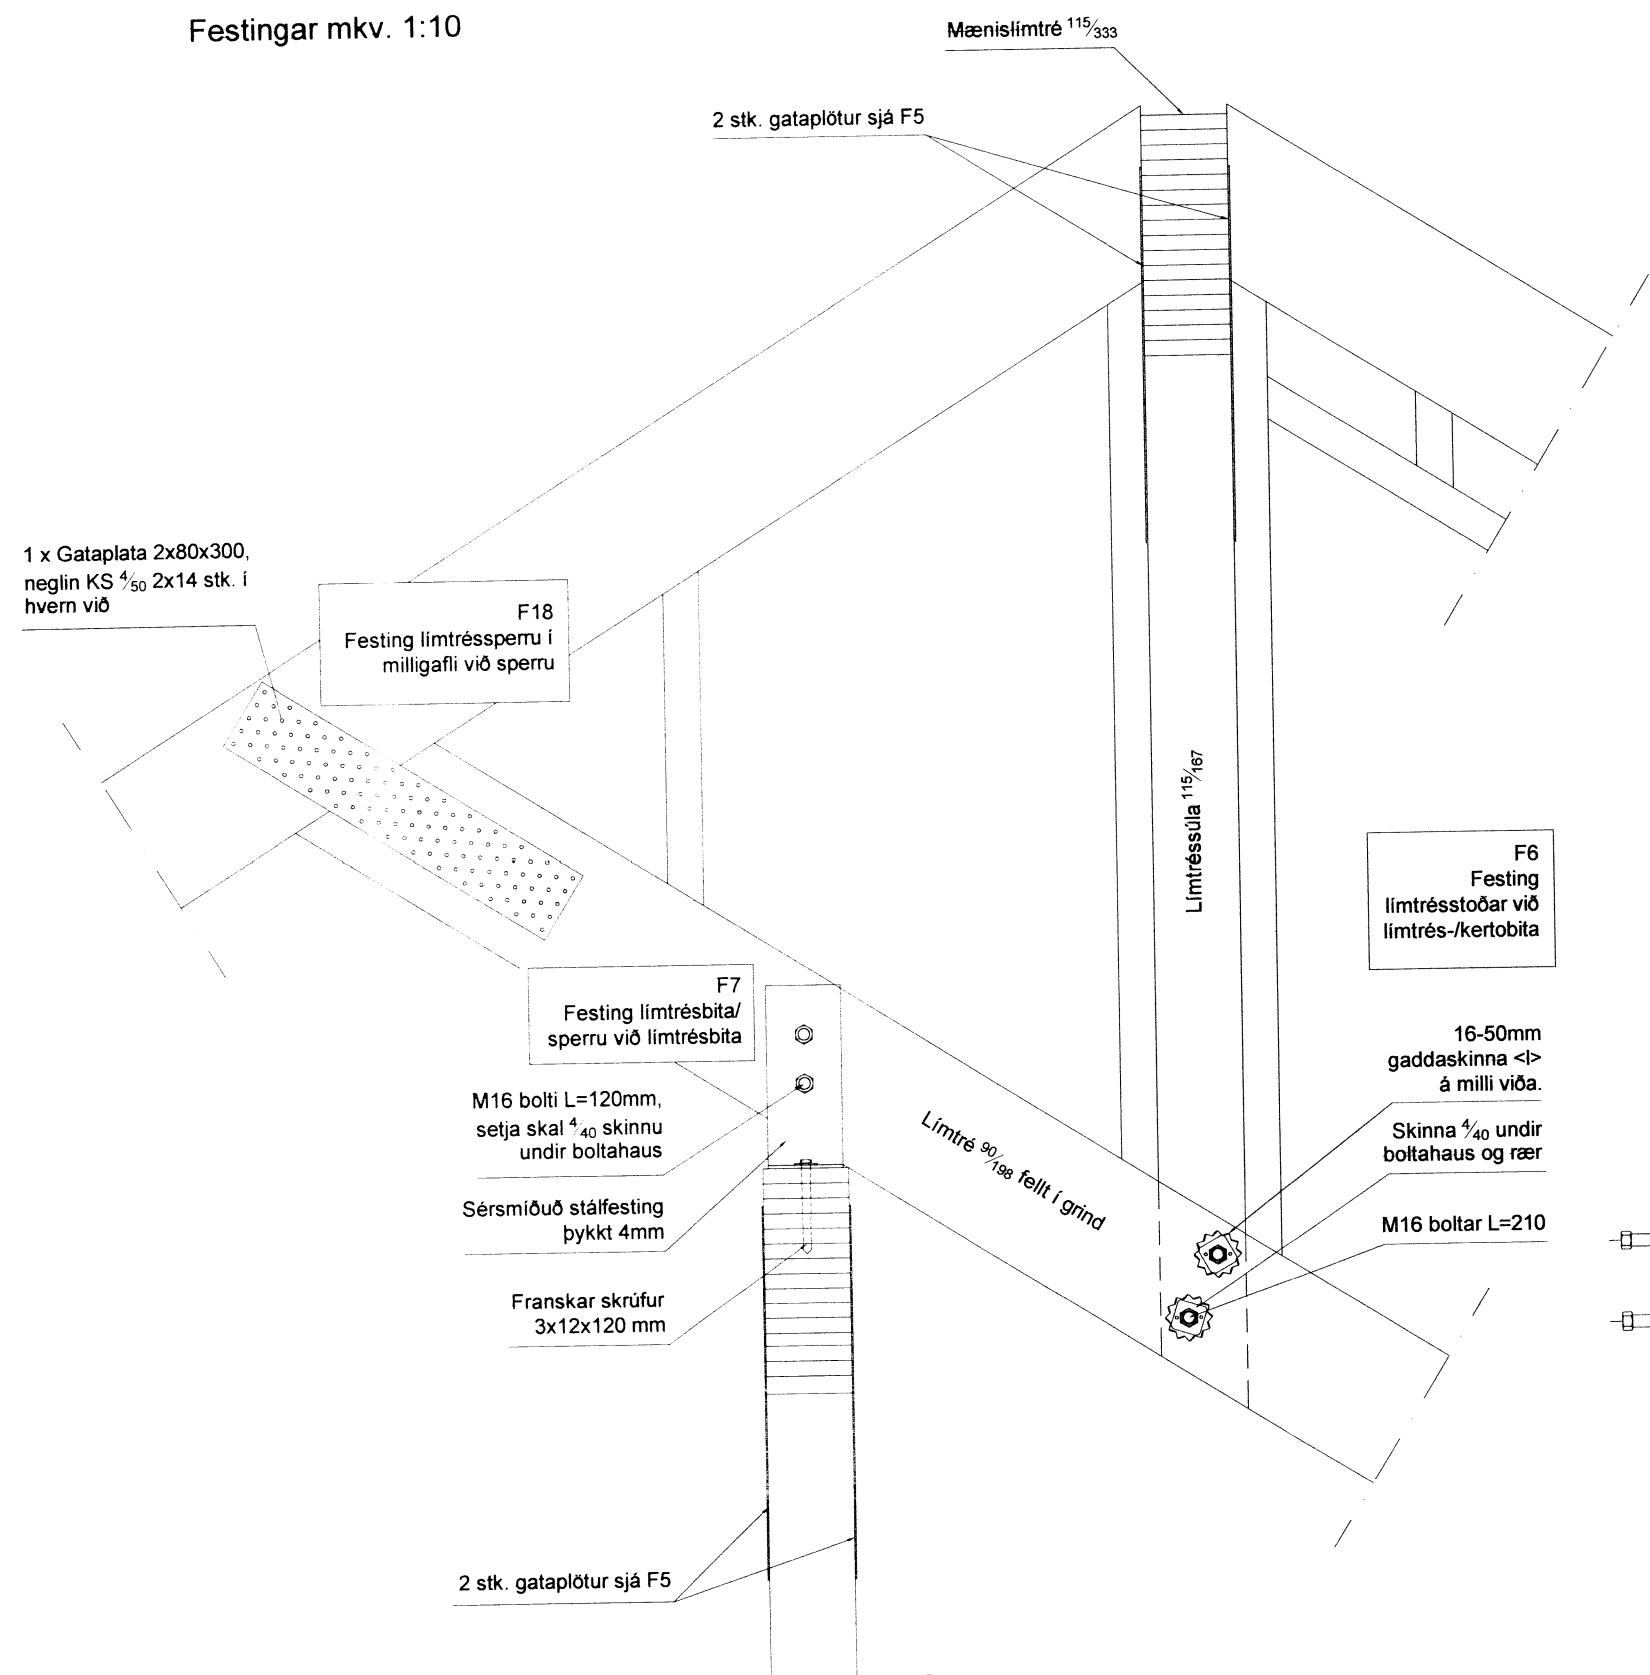 Festingar mkv. 1:10
Mænislímtré 115/333
2 stk. gataplötur sjá F5
1 x Gataplata 2x80x300,
neglin KS 4/50 2x14 stk. í
hvern við
F18
Festing límtréssperru í
milligafli við sperru
Límtréssúla 115/167
F6
Festing
límtrésstoðar við
límtrés-/kertobita
F7
Festing límtrésbita/
sperru við límtrésbita
16-50mm
gaddaskinna <I>
á milli viða.
M16 bolti L=120mm,
setja skal 4/40 skinnu
undir boltahaus
Límtré 90/198 fellt í grind
Skinna 4/40 undir
boltahaus og rær
Sérsmíðuð stálfesting
þykkt 4mm
M16 boltar L=210
Franskar skrúfur
3x12x120 mm
2 stk. gataplötur sjá F5